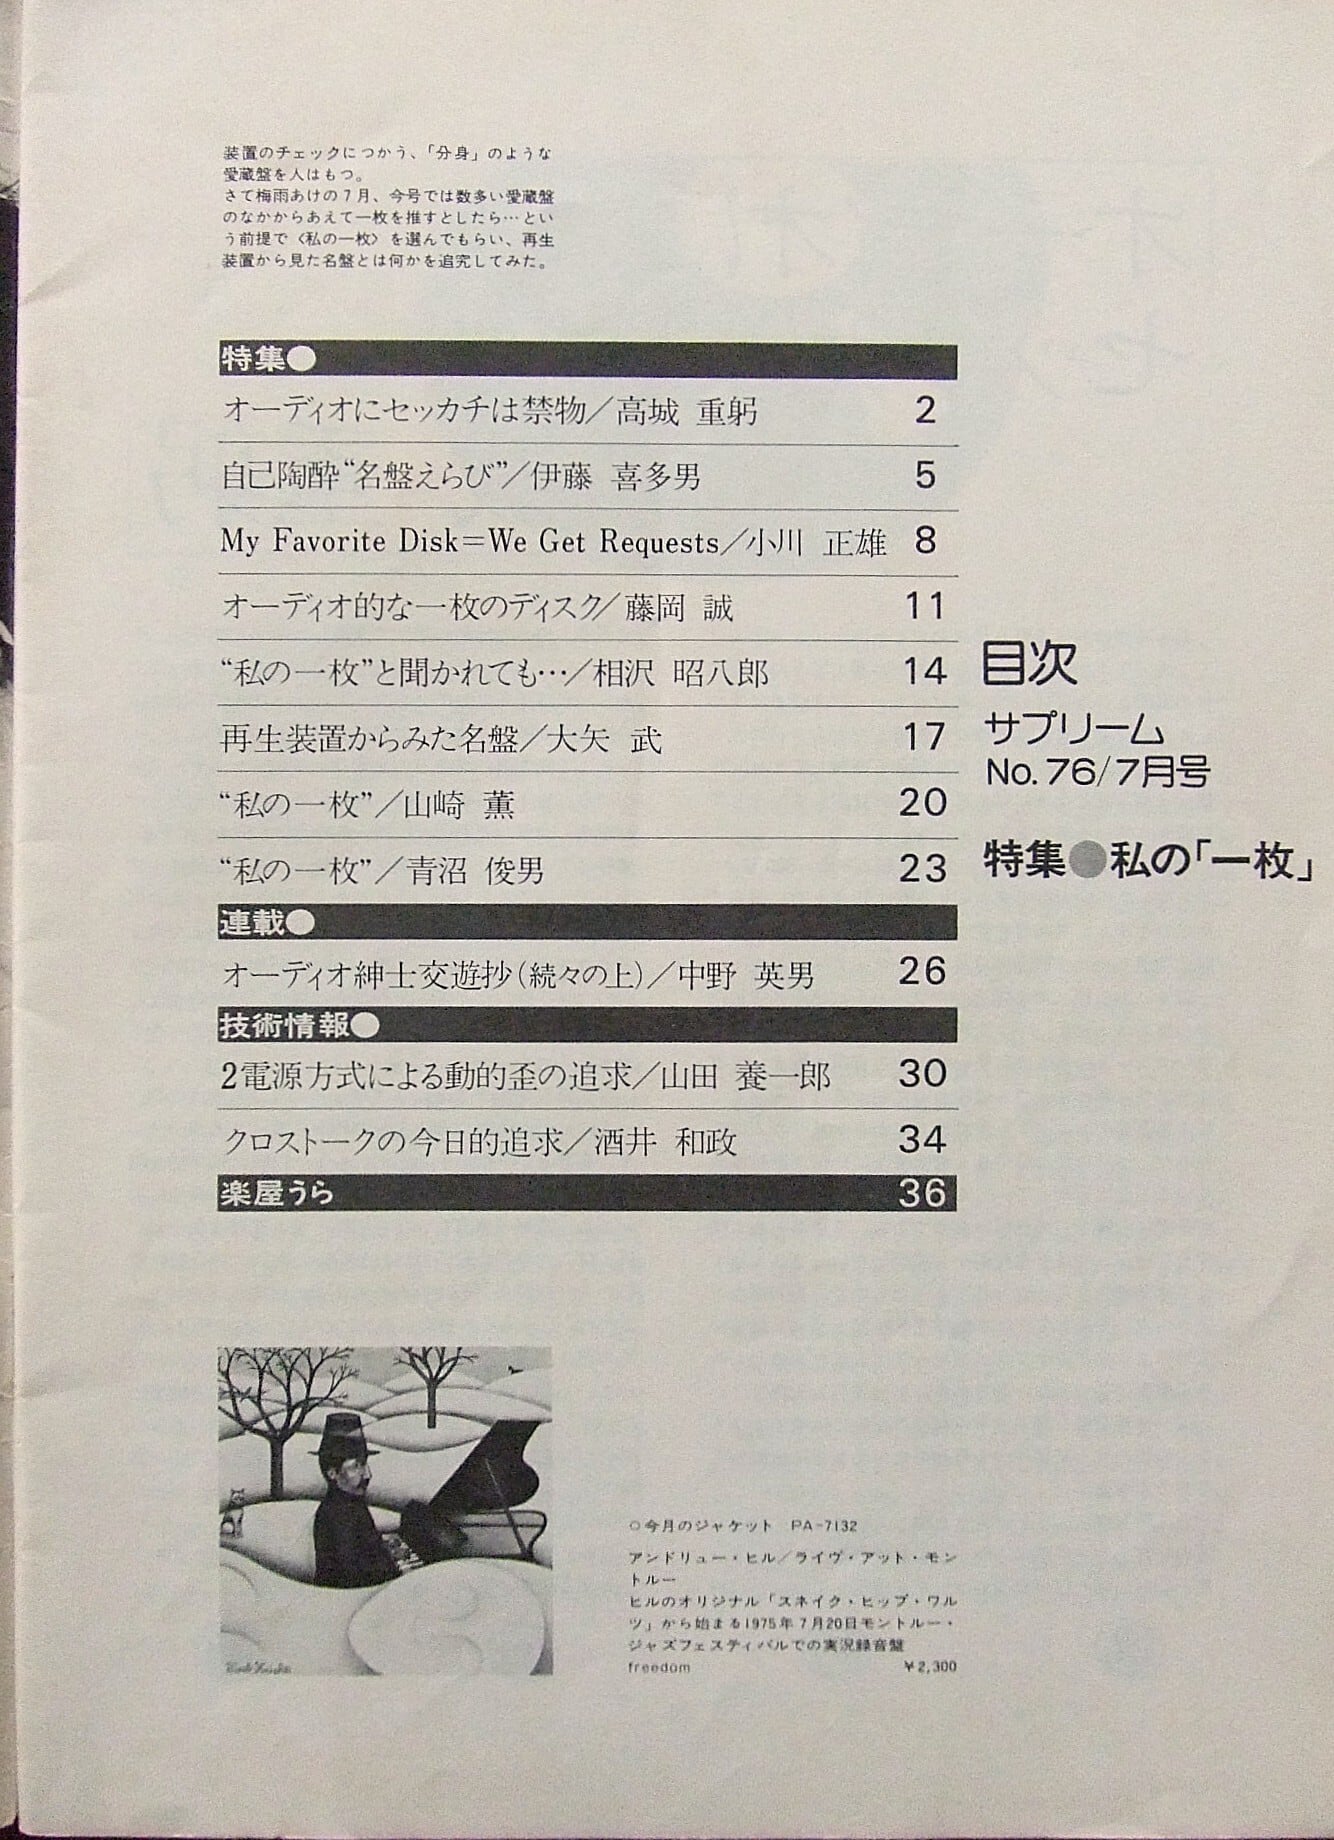 装置のチェックにつかう、「分身」のような
愛蔵盤を人はもつ。
さて梅雨あけの7月、今号では数多い愛蔵盤
のなかからあえて一枚を推すとしたら…とい
う前提で〈私の一枚〉を選んでもらい、再生
装置から見た名盤とは何かを追究してみた。
特集●
オーディオにセッカチは禁物／高城 重躬 2
自己陶酔“名盤えらび”／伊藤 喜多男 5
My Favorite Disk=We Get Requests／小川 正雄 8
オーディオ的な一枚のディスク／藤岡 誠 11
“私の一枚”と聞かれても…／相沢 昭八郎 14
再生装置からみた名盤／大矢 武 17
“私の一枚”／山崎 薫 20
“私の一枚”／青沼 俊男 23
連載●
オーディオ紳士交遊抄（続々の上）／中野 英男 26
技術情報●
2電源方式による動的歪の追求／山田 養一郎 30
クロストークの今日的追求／酒井 和政 34
楽屋うら 36
目次
サプリーム
No. 76/7月号
特集●私の「一枚」
○今月のジャケット PA-7132
アンドリュー・ヒル／ライヴ・アット・モン
トルー
ヒルのオリジナル「スネイク・ヒップ・ワル
ツ」から始まる1975年7月20日モントルー・
ジャズフェスティバルでの実況録音盤
freedom ¥2,300